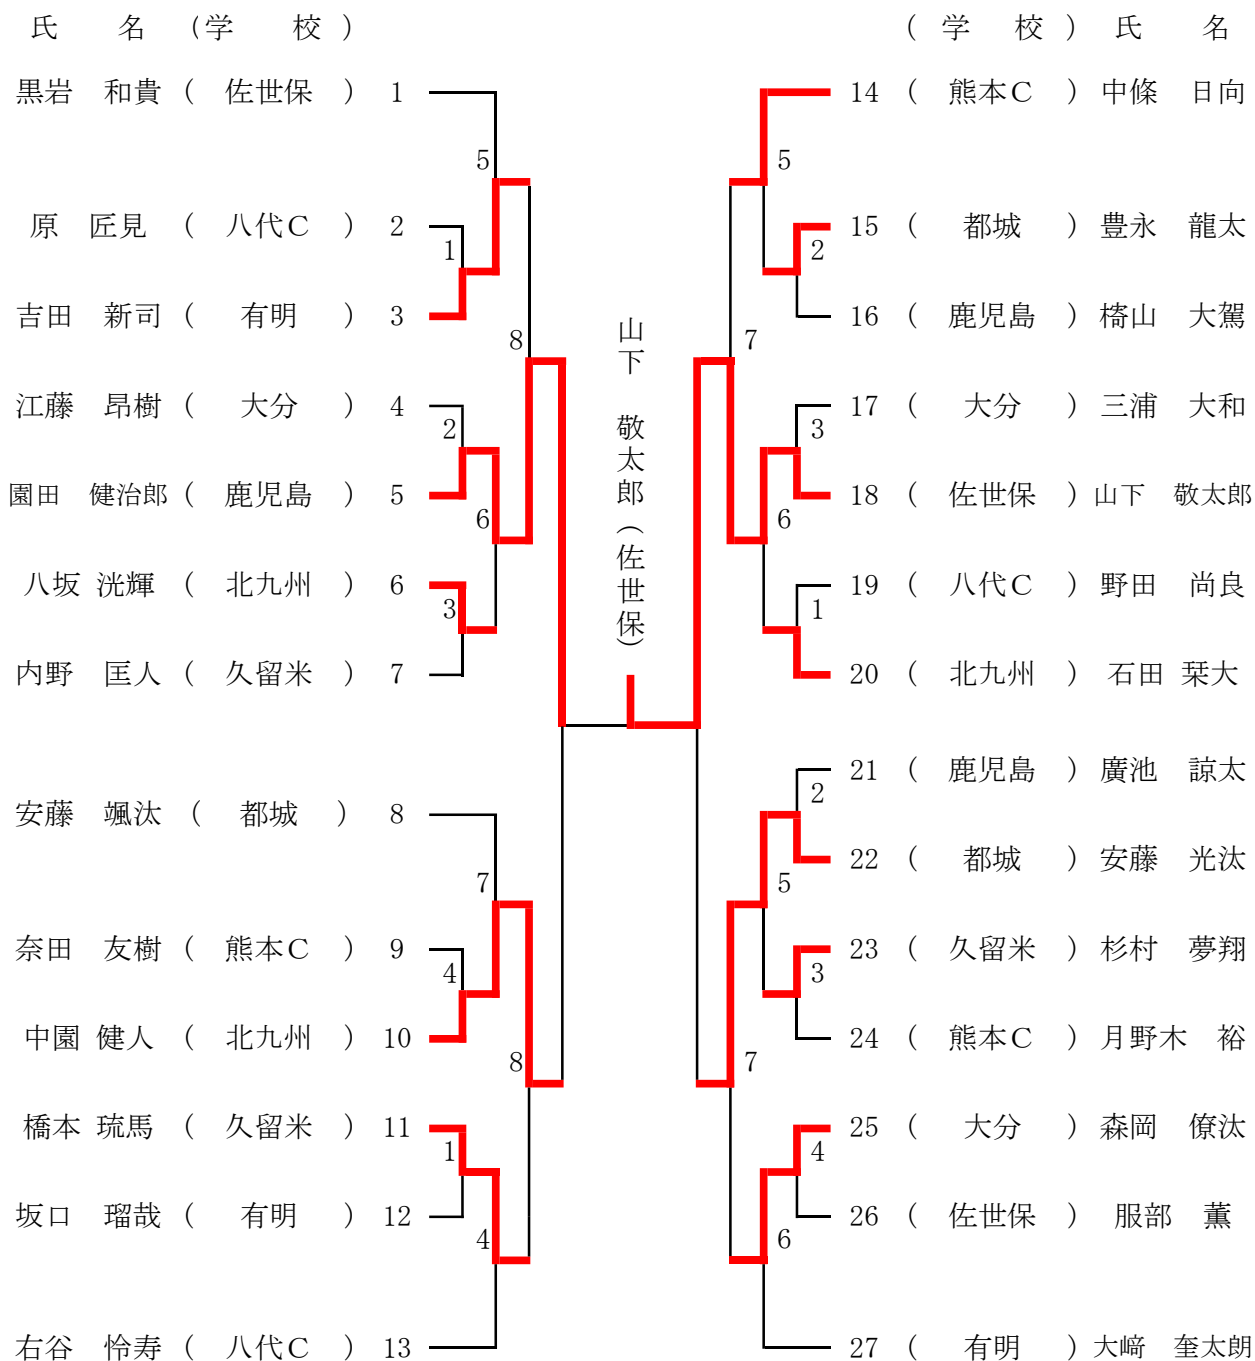 氏　名　(学　校)
(学　校)　氏　名
黒岩　和貴 ( 佐世保 ) 1
14 ( 熊本C ) 中條　日向
5
5
原　匠見 ( 八代C ) 2
15 ( 都城 ) 豊永　龍太
1
2
吉田　新司 ( 有明 ) 3
16 ( 鹿児島 ) 樋山　大駕
8
7
江藤　昂樹 ( 大分 ) 4
17 ( 大分 ) 三浦　大和
2
3
園田　健治郎 ( 鹿児島 ) 5
18 ( 佐世保 ) 山下　敬太郎
6
6
八坂 洸輝 ( 北九州 ) 6
19 ( 八代C ) 野田　尚良
3
1
内野　匡人 ( 久留米 ) 7
20 ( 北九州 ) 石田 栞大
山下　敬太郎(佐世保)
21 ( 鹿児島 ) 廣池　諒太
2
安藤　颯汰 ( 都城 ) 8
22 ( 都城 ) 安藤　光汰
7
5
奈田　友樹 ( 熊本C ) 9
23 ( 久留米 ) 杉村　夢翔
4
3
中園 健人 ( 北九州 ) 10
24 ( 熊本C ) 月野木　裕
8
7
橋本 琉馬 ( 久留米 ) 11
25 ( 大分 ) 森岡　僚汰
1
4
坂口　瑠哉 ( 有明 ) 12
26 ( 佐世保 ) 服部　薫
4
6
右谷　怜寿 ( 八代C ) 13
27 ( 有明 ) 大﨑　奎太朗